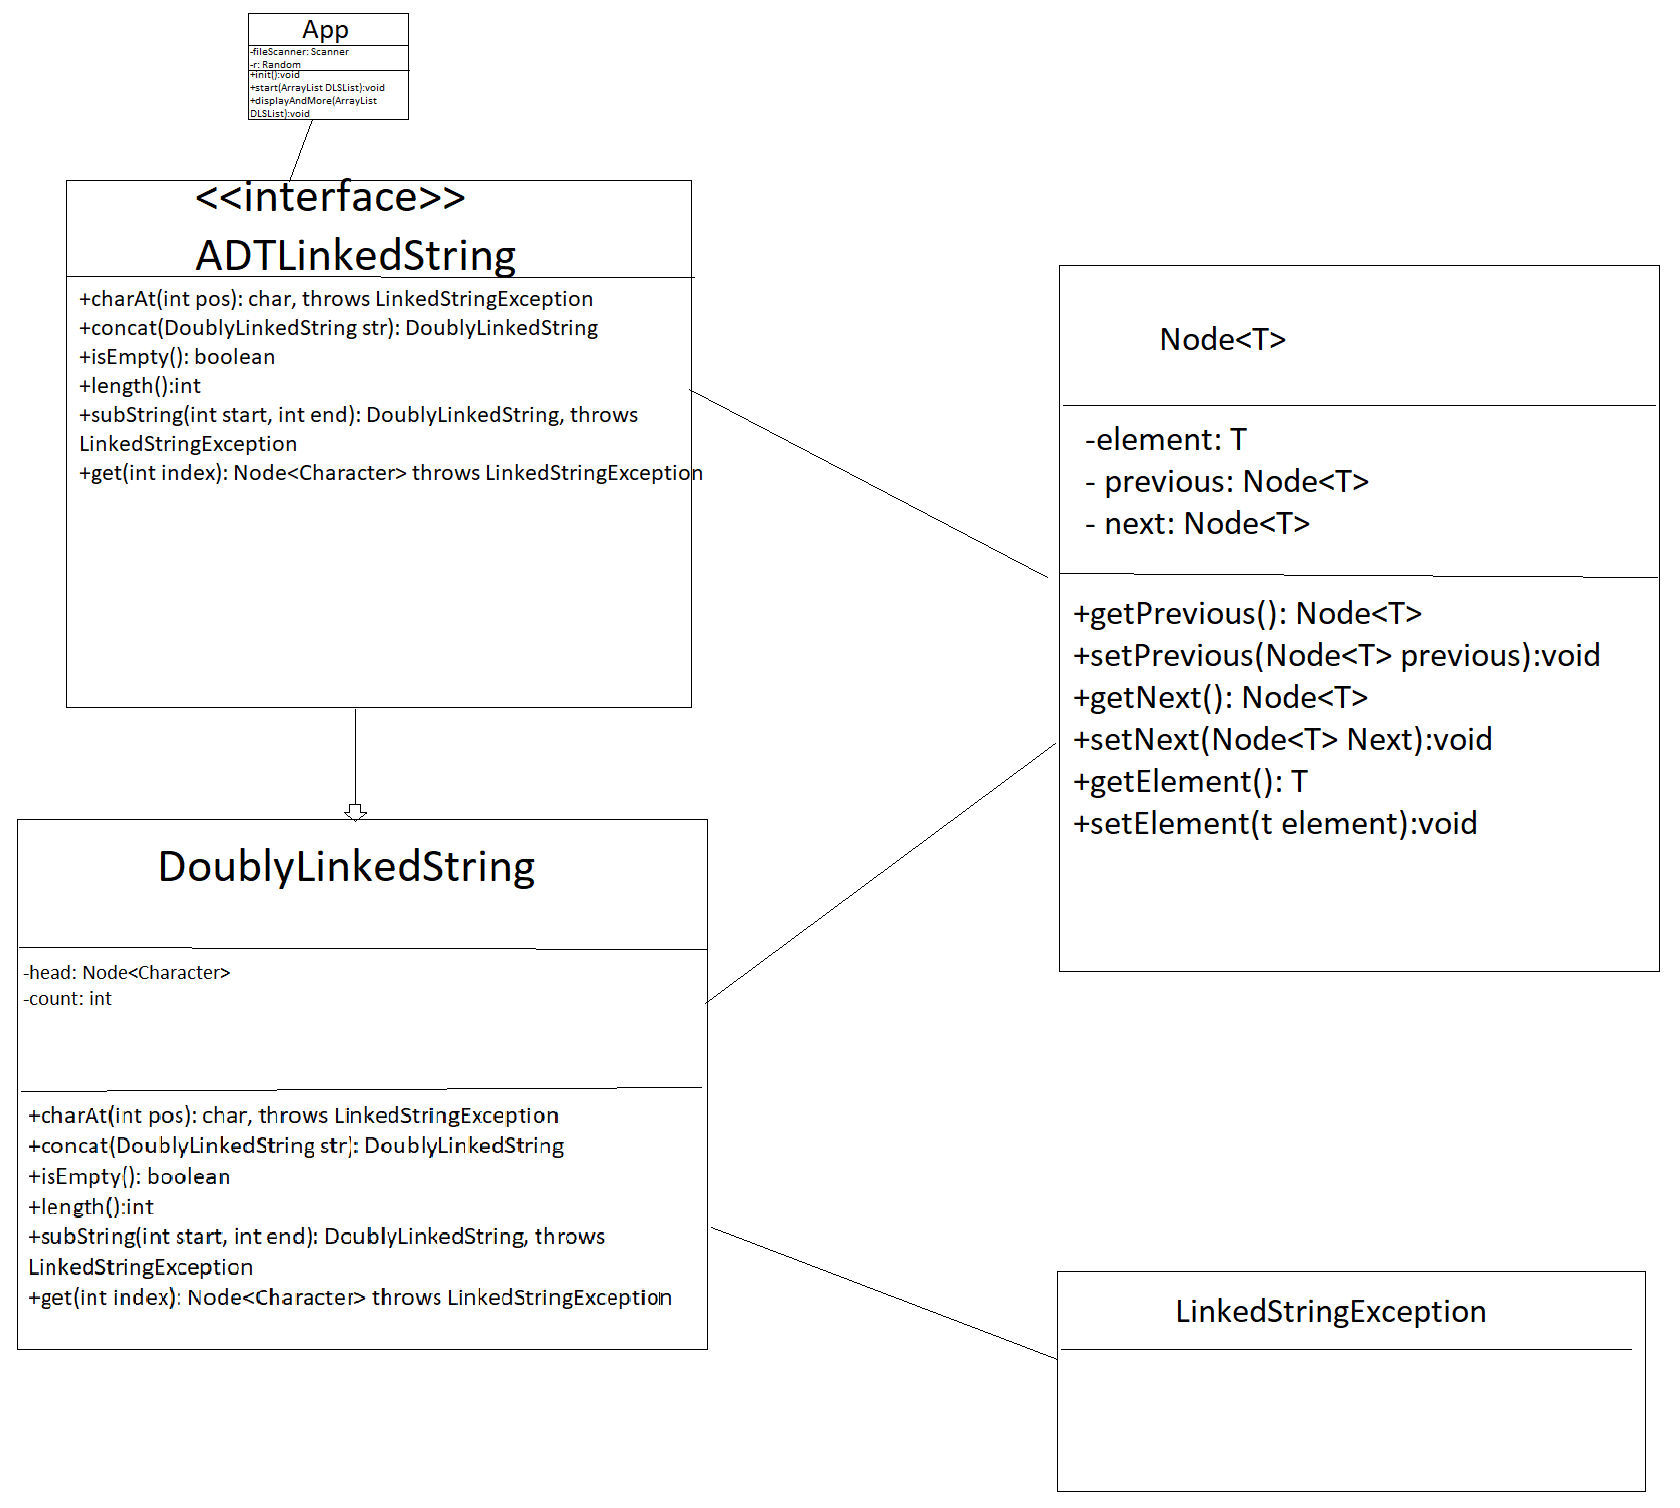 App
-fileScanner: Scanner
-r: Random
+init():void
+start(ArrayList DLSList):void
+displayAndMore(ArrayList
DLSList):void
<<interface>>
ADTLinkedString
+charAt(int pos): char, throws LinkedStringException
+concat(DoublyLinkedString str): DoublyLinkedString
+isEmpty(): boolean
+length():int
+subString(int start, int end): DoublyLinkedString, throws
LinkedStringException
+get(int index): Node<Character> throws LinkedStringException
Node<T>
-element: T
- previous: Node<T>
- next: Node<T>
+getPrevious(): Node<T>
+setPrevious(Node<T> previous):void
+getNext(): Node<T>
+setNext(Node<T> Next):void
+getElement(): T
+setElement(t element):void
DoublyLinkedString
-head: Node<Character>
-count: int
+charAt(int pos): char, throws LinkedStringException
+concat(DoublyLinkedString str): DoublyLinkedString
+isEmpty(): boolean
+length():int
+subString(int start, int end): DoublyLinkedString, throws
LinkedStringException
+get(int index): Node<Character> throws LinkedStringException
LinkedStringException